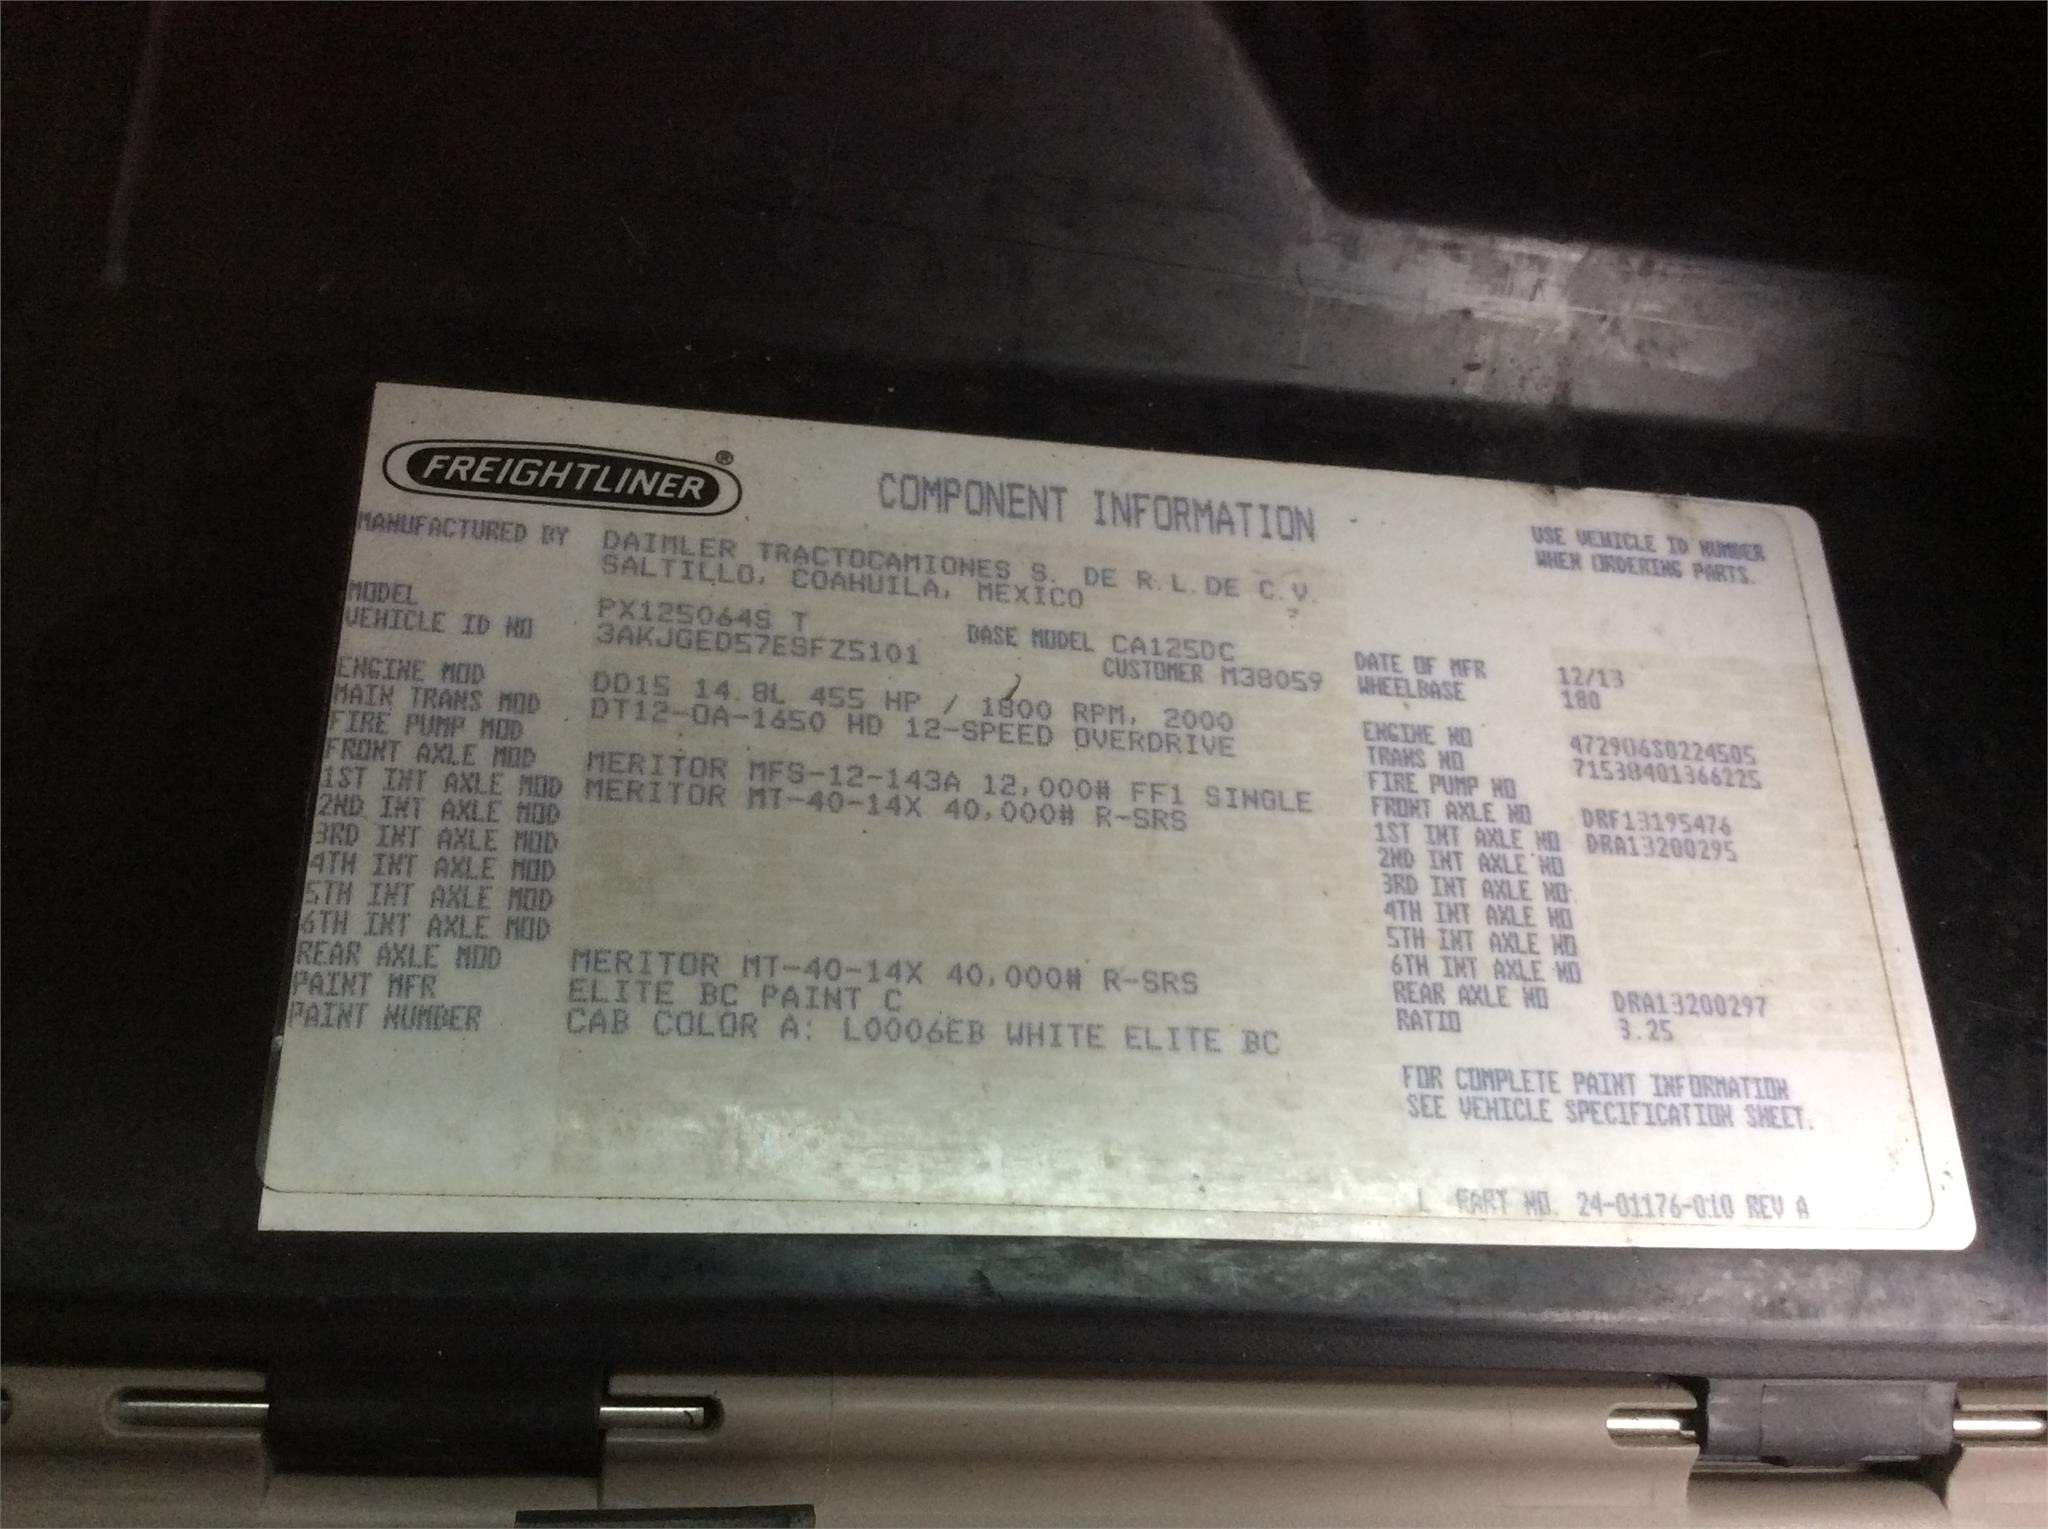 FREIGHTLINER®
COMPONENT INFORMATION
USE VEHICLE ID NUMBER
WHEN ORDERING PARTS.
MANUFACTURED BY DAIMLER TRACTOCAMIONES S. DE R.L.DE C.V.
SALTILLO, COAHUILA, MEXICO
MODEL PX125064S T BASE MODEL CA125DC DATE OF MFR 12/13
VEHICLE ID NO 3AKJGED57ESFZ5101 CUSTOMER M38059 WHEELBASE 180
ENGINE MOD DD15 14.8L 455 HP / 1800 RPM, 2000 ENGINE NO 472906S0224505
MAIN TRANS MOD DT12-OA-1650 HD 12-SPEED OVERDRIVE TRANS NO 71538401366225
FIRE PUMP MOD FIRE PUMP NO
FRONT AXLE MOD MERITOR MFS-12-143A 12,000# FF1 SINGLE FRONT AXLE NO DRF13195476
1ST INT AXLE MOD MERITOR MT-40-14X 40,000# R-SRS 1ST INT AXLE NO DRA13200295
2ND INT AXLE MOD 2ND INT AXLE NO
3RD INT AXLE MOD 3RD INT AXLE NO
4TH INT AXLE MOD 4TH INT AXLE NO
5TH INT AXLE MOD 5TH INT AXLE NO
6TH INT AXLE MOD 6TH INT AXLE NO
REAR AXLE MOD MERITOR MT-40-14X 40,000# R-SRS REAR AXLE NO DRA13200297
PAINT MFR ELITE BC PAINT C RATIO 3.25
PAINT NUMBER CAB COLOR A: L0006EB WHITE ELITE BC
FOR COMPLETE PAINT INFORMATION
SEE VEHICLE SPECIFICATION SHEET.
L PART NO. 24-01176-010 REV A